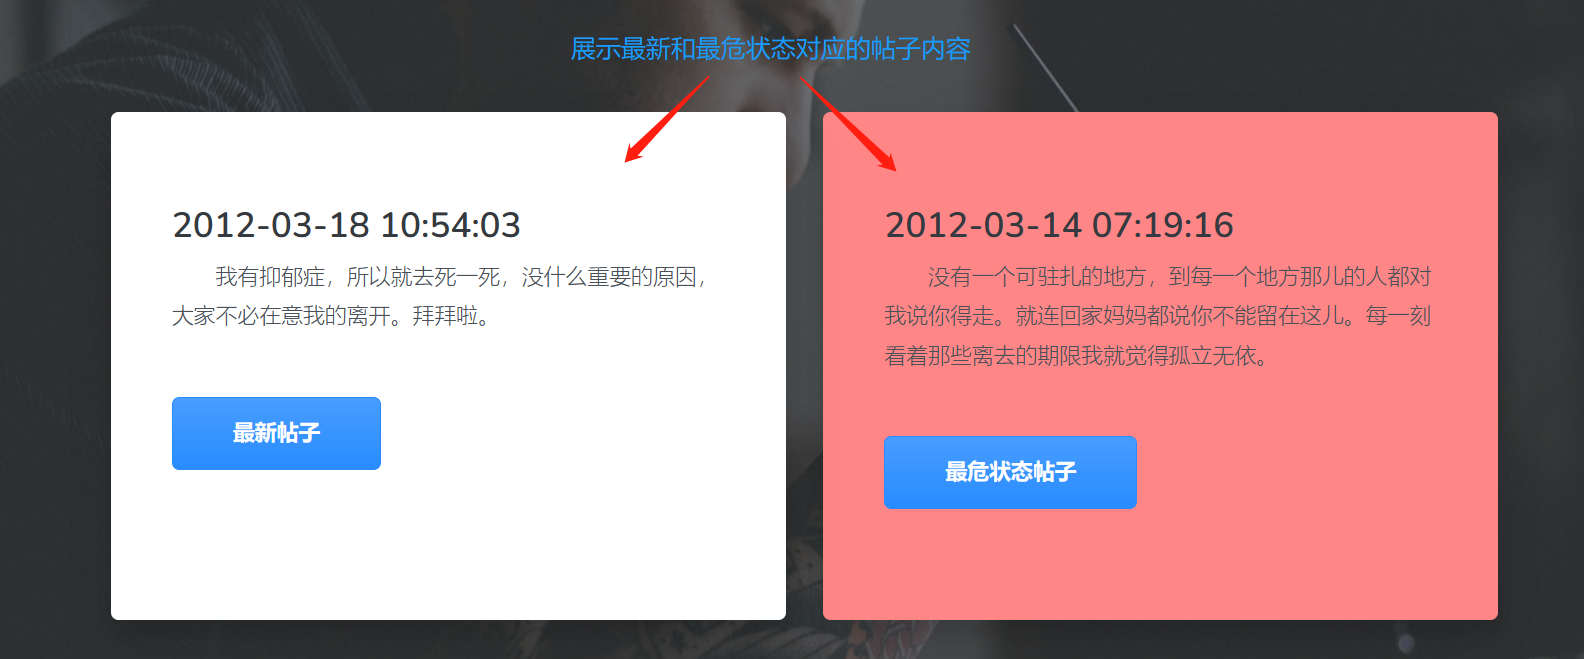 展示最新和最危状态对应的帖子内容
2012-03-18 10:54:03
我有抑郁症，所以就去死一死，没什么重要的原因，
大家不必在意我的离开。拜拜啦。
最新帖子
2012-03-14 07:19:16
没有一个可驻扎的地方，到每一个地方那儿的人都对
我说你得走。就连回家妈妈都说你不能留在这儿。每一刻
看着那些离去的期限我就觉得孤立无依。
最危状态帖子